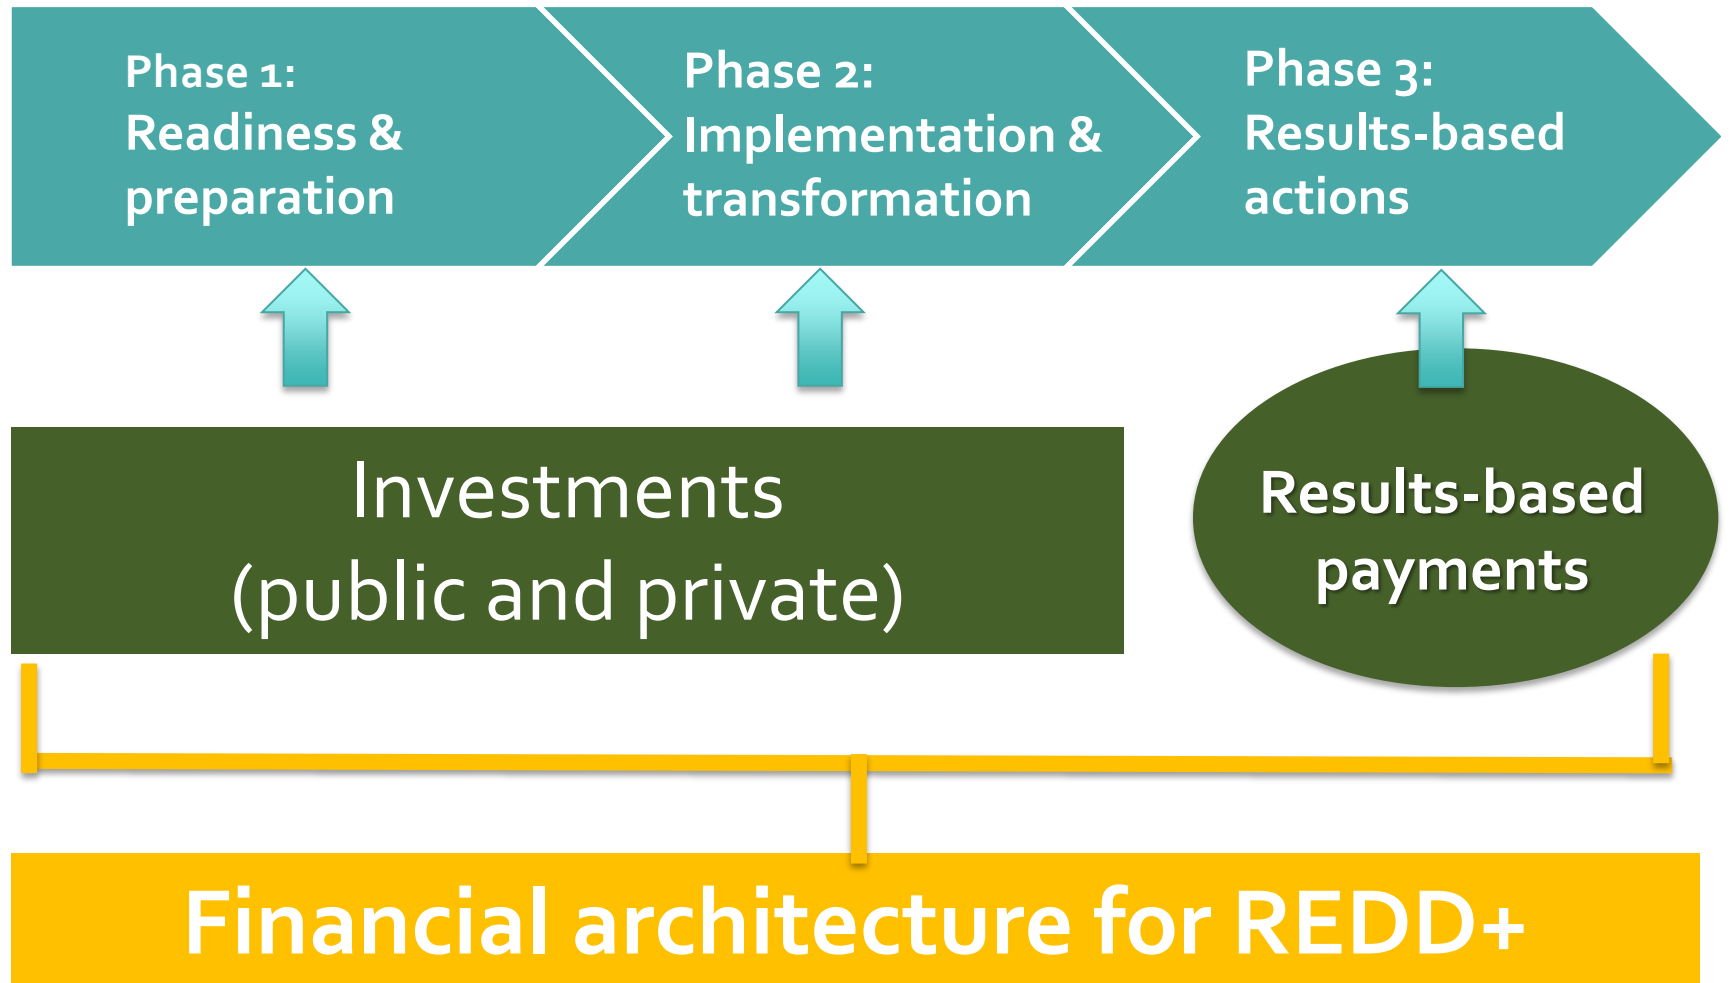 Phase 1:
Readiness &
preparation
Phase 2:
Implementation &
transformation
Phase 3:
Results-based
actions
Investments
(public and private)
Results-based
payments
Financial architecture for REDD+